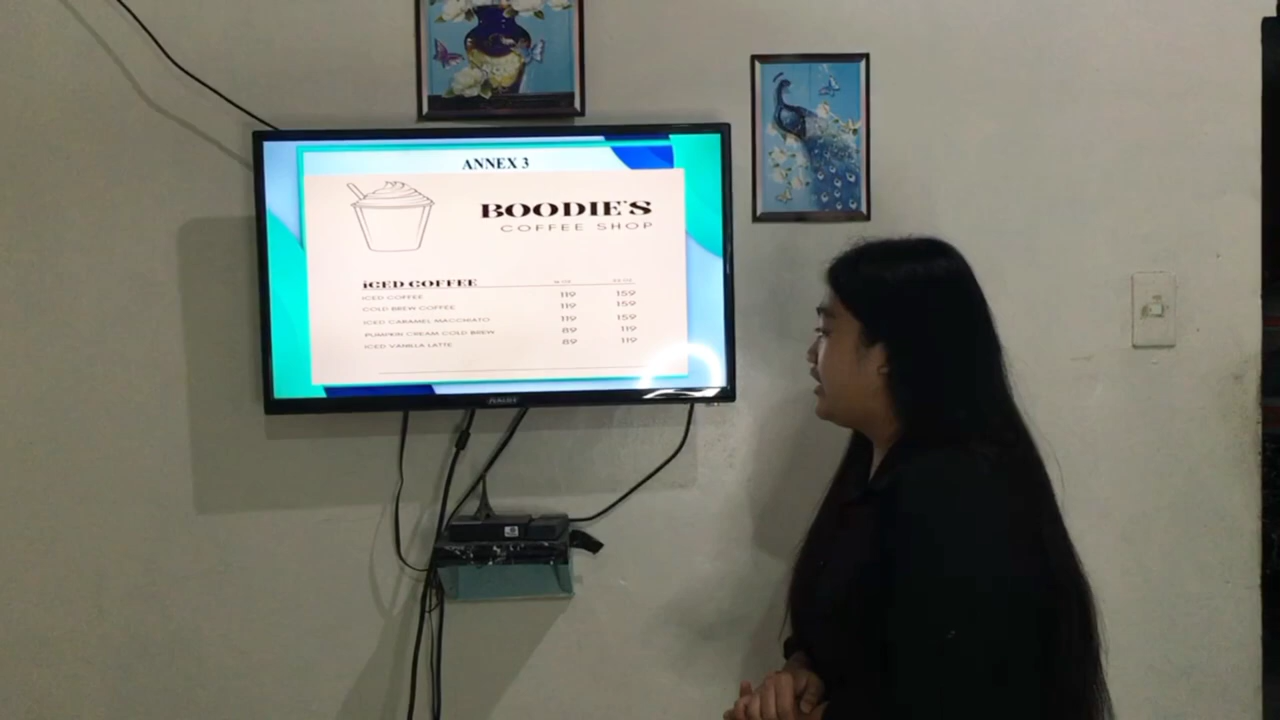 ANNEX 3
BOODIE'S
COFFEE SHOP
iCED COFFEE
ICED COFFEE 119 159
COLD BREW COFFEE 119 159
ICED CARAMEL MACCHIATO 119 159
PUMPKIN CREAM COLD BREW 89 119
ICED VANILLA LATTE 89 119